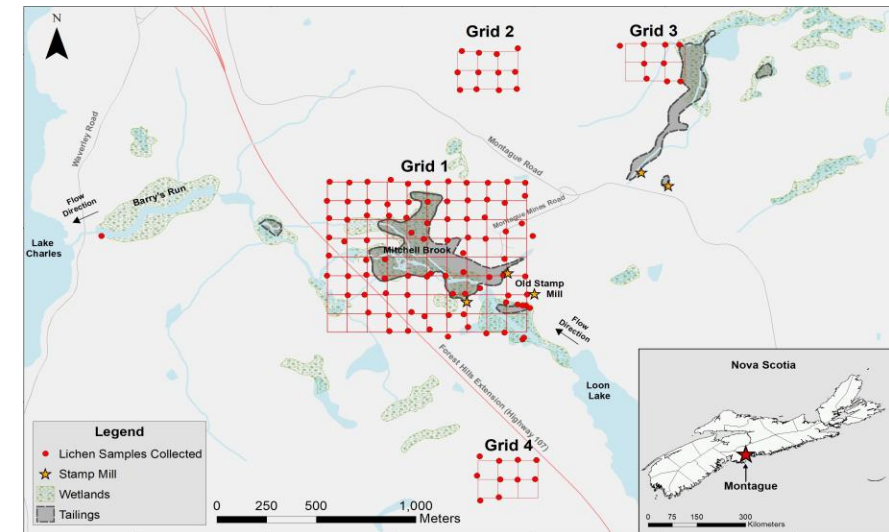 N
Grid 2
Grid 3
Waverley Road
Montague Road
Grid 1
Flow
Direction
Barry's Run
Montague Mines Road
Lake
Charles
Mitchell Brook
Old Stamp
Mill
Flow
Direction
Forest Hills Extension (Highway 107)
Loon
Lake
Nova Scotia
Legend
Lichen Samples Collected
Stamp Mill
Wetlands
Tailings
Grid 4
Montague
0 250 500 1,000
Meters
0 75 150 300
Kilometers